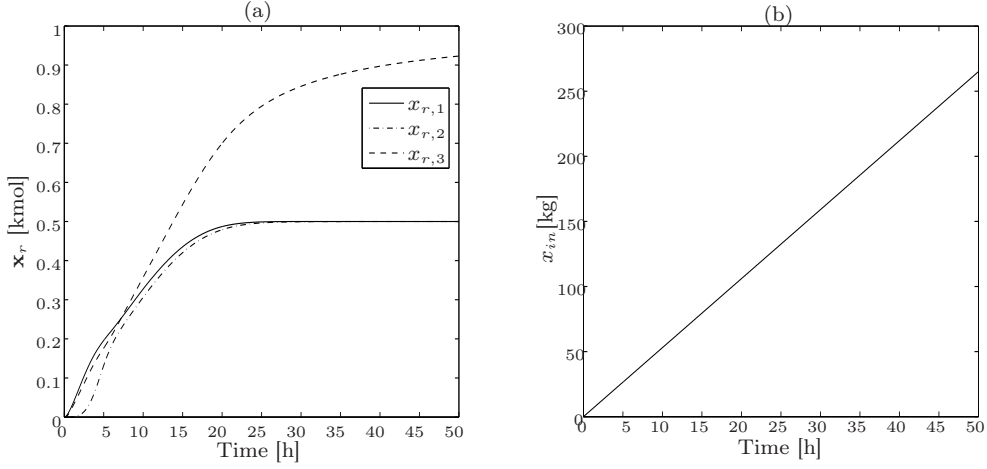 (a)
1
0.9
0.8
0.7
0.6
0.5
0.4
0.3
0.2
0.1
0
0 5 10 15 20 25 30 35 40 45 50
Time [h]
x_r [kmol]
x_{r,1}
x_{r,2}
x_{r,3}
(b)
300
250
200
150
100
50
0
0 5 10 15 20 25 30 35 40 45 50
Time [h]
x_{in}[kg]